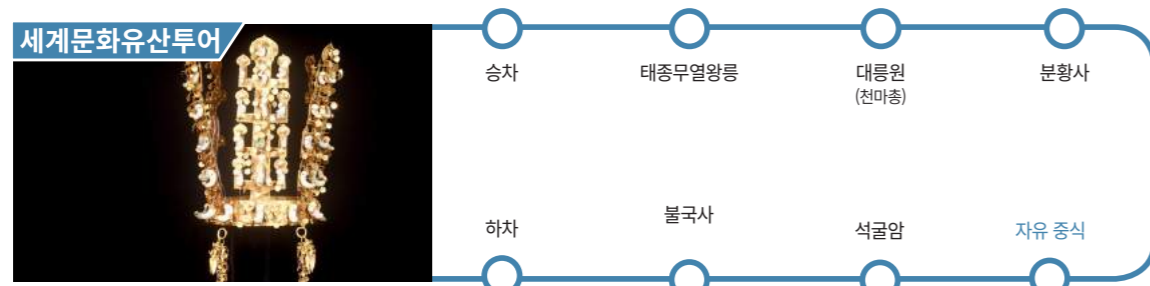 세계문화유산투어
승차
태종무열왕릉
대릉원
(천마총)
분황사
자유 중식
석굴암
불국사
하차